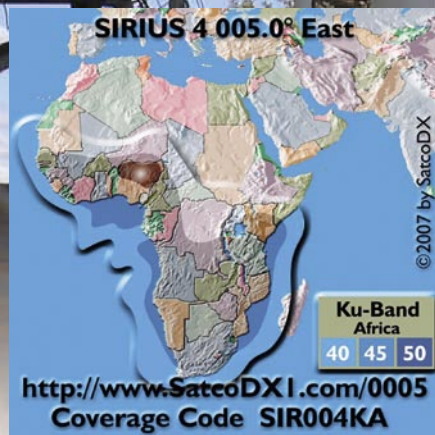 SIRIUS 4 005.0° East
©2007 by SatcoDX
Ku-Band
Africa
40 45 50
http://www.SatcoDX1.com/0005
Coverage Code SIR004KA